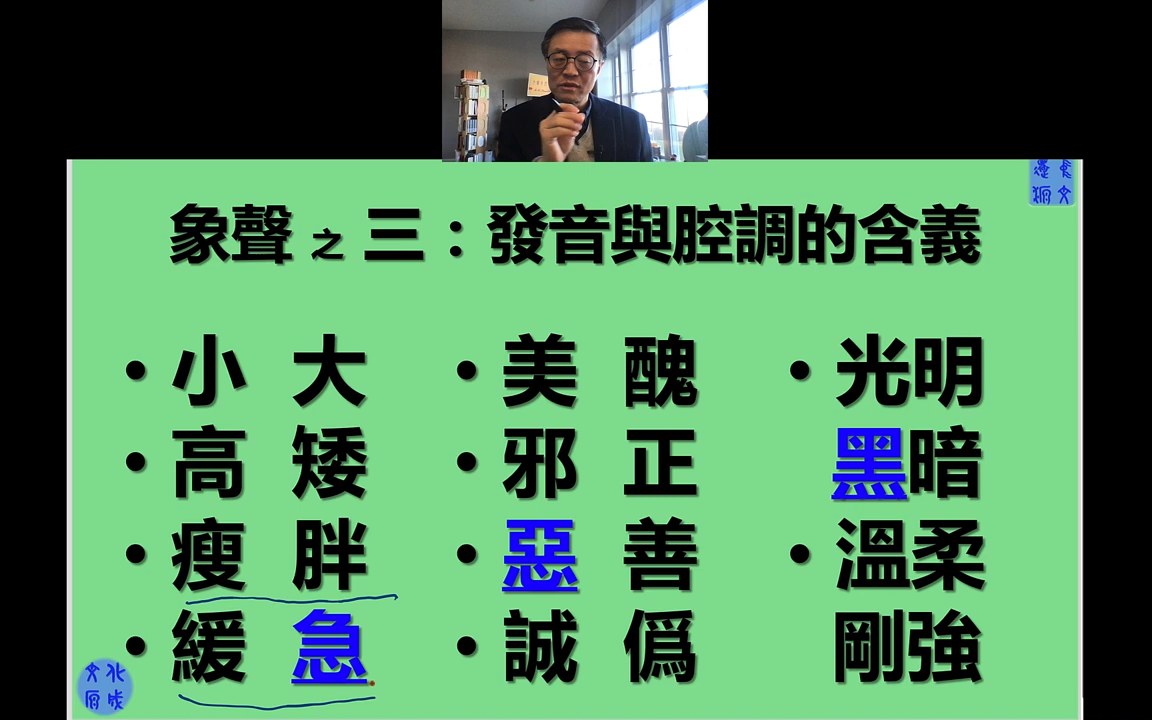 象聲之三：發音與腔調的含義
• 小 大
• 高 矮
• 瘦 胖
• 緩 急
• 美 醜
• 邪 正
• 惡 善
• 誠 僞
• 光明
黑暗
• 溫柔
剛強